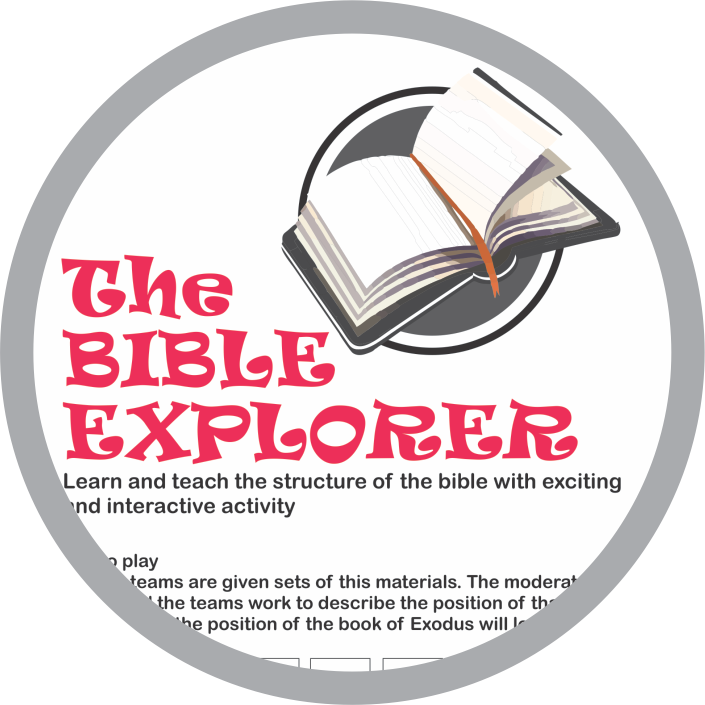 The
BIBLE
EXPLORER
Learn and teach the structure of the bible with exciting
and interactive activity
play
teams are given sets of this materials. The
the teams work to describe the position of
the position of the book of Exodus will